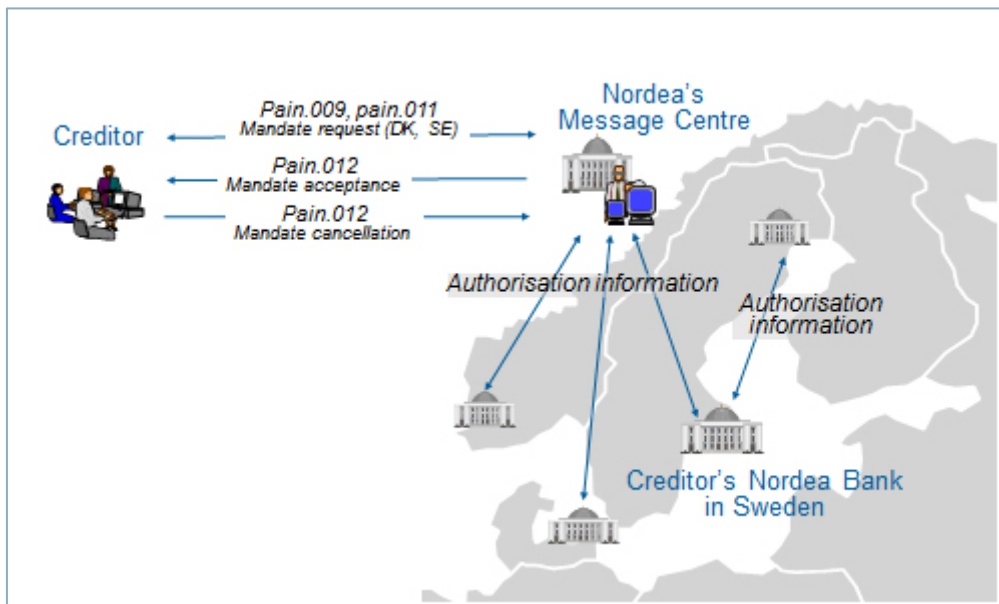 Creditor
Pain.009, pain.011
Mandate request (DK, SE)
Pain.012
Mandate acceptance
Pain.012
Mandate cancellation
Nordea's
Message Centre
Authorisation information
Authorisation
information
Creditor's Nordea Bank
in Sweden